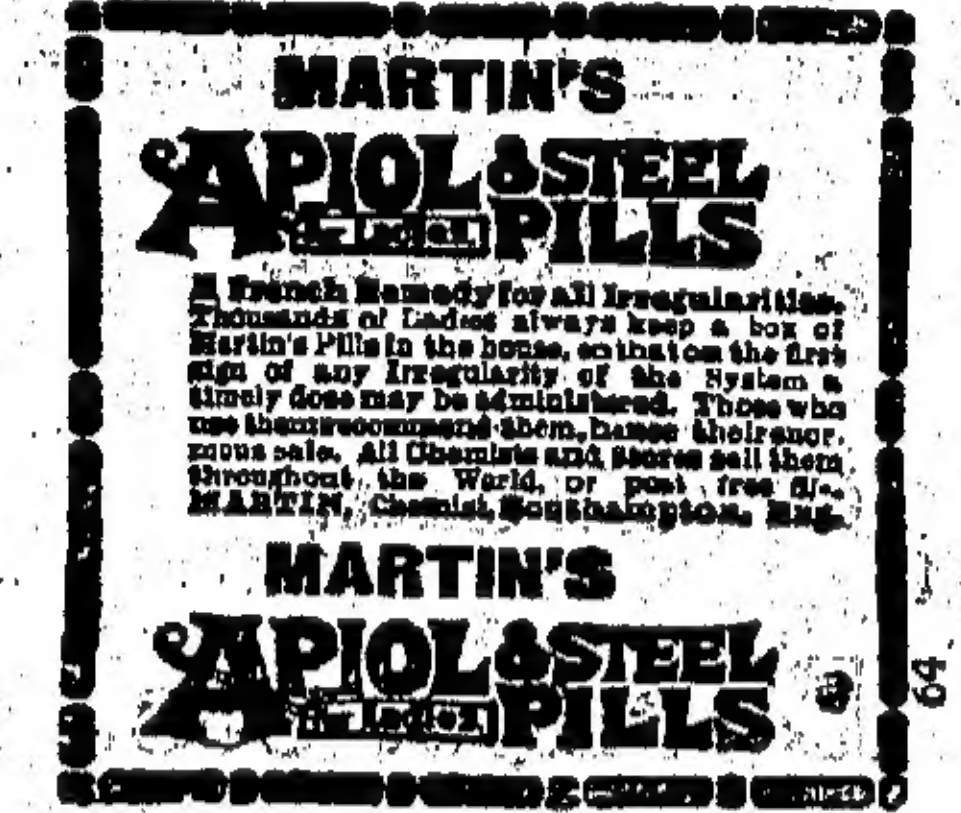 MARTIN'S
APIOL & STEEL
for Ladies PILLS
A French Remedy for all Irregularities.
Thousands of Ladies always keep a box of
Martin's Pills in the house, so that on the first
sign of any Irregularity of the System a
timely dose may be administered. Those who
use them recommend them, hence their enor-
mous sale. All Chemists and Stores sell them
throughout the World, or post free
MARTIN, Chemist, Southampton, Eng.
MARTIN'S
APIOL & STEEL
for Ladies PILLS
64